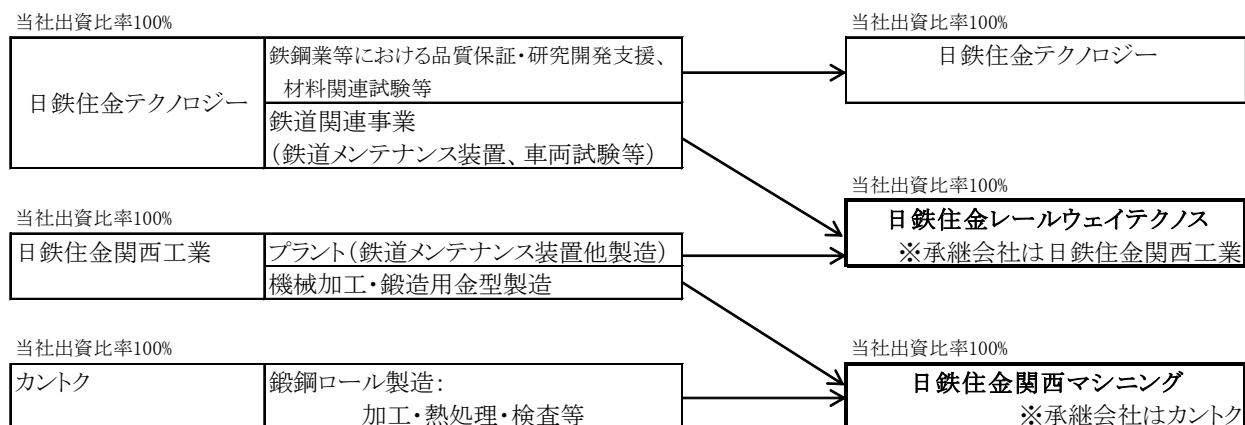 当社出資比率100%
日鉄住金テクノロジー
鉄鋼業等における品質保証・研究開発支援、
材料関連試験等
鉄道関連事業
（鉄道メンテナンス装置、車両試験等）
当社出資比率100%
日鉄住金関西工業
プラント（鉄道メンテナンス装置他製造）
機械加工・鍛造用金型製造
当社出資比率100%
カントク
鍛鋼ロール製造：
加工・熱処理・検査等
当社出資比率100%
日鉄住金テクノロジー
当社出資比率100%
日鉄住金レールウェイテクノス
※承継会社は日鉄住金関西工業
当社出資比率100%
日鉄住金関西マシニング
※承継会社はカントク